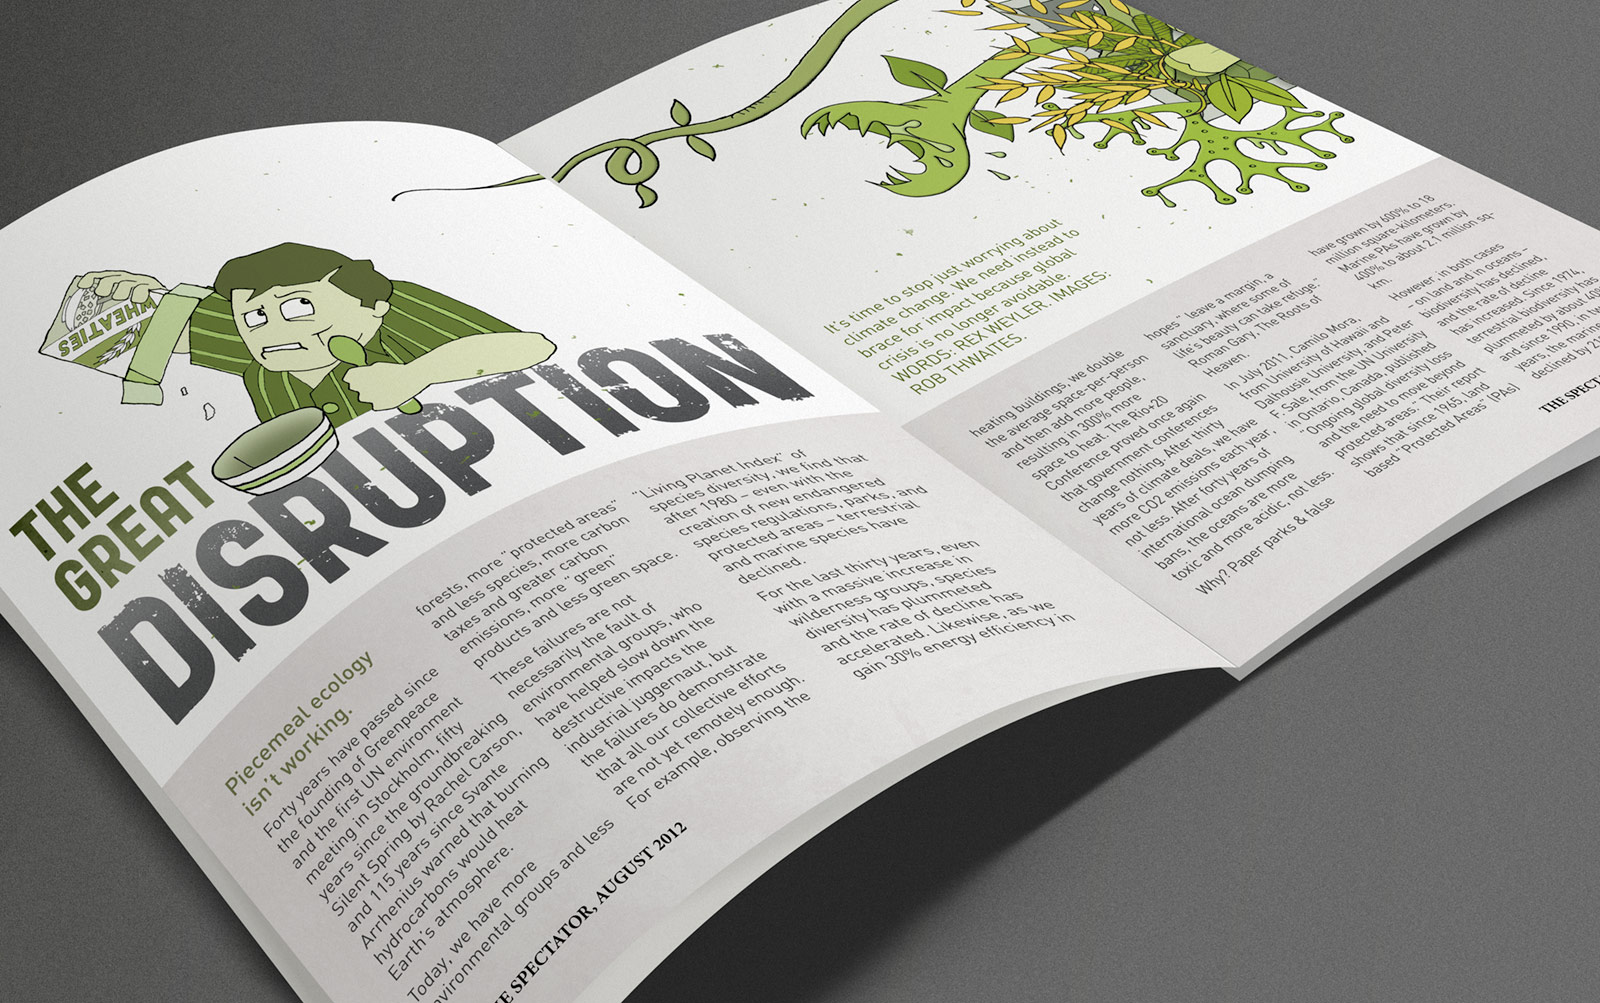 WHEATIES
THE
GREAT
DISRUPTION
Piecemeal ecology
isn't working.
Forty years have passed since
the founding of Greenpeace
and the first UN environment
meeting in Stockholm, fifty
years since the groundbreaking
Silent Spring by Rachel Carson,
and 115 years since Svante
Arrhenius warned that burning
hydrocarbons would heat
Earth's atmosphere.
Today, we have more
environmental groups and less
forests, more "protected areas"
and less species, more carbon
taxes and greater carbon
emissions, more "green"
products and less green space.
These failures are not
necessarily the fault of
environmental groups, who
have helped slow down the
destructive impacts the
industrial juggernaut, but
the failures do demonstrate
that all our collective efforts
are not yet remotely enough.
For example, observing the
"Living Planet Index" of
species diversity, we find that
after 1980 – even with the
creation of new endangered
species regulations, parks, and
protected areas – terrestrial
and marine species have
declined.
For the last thirty years, even
with a massive increase in
wilderness groups, species
diversity has plummeted
and the rate of decline has
accelerated. Likewise, as we
gain 30% energy efficiency in
THE SPECTATOR, AUGUST 2012
It's time to stop just worrying about
climate change. We need instead to
brace for impact because global
crisis is no longer avoidable.
WORDS: REX WEYLER. IMAGES:
ROB THWAITES.
heating buildings, we double
the average space-per-person
and then add more people,
resulting in 300% more
space to heat. The Rio+20
Conference proved once again
that government conferences
change nothing. After thirty
years of climate deals, we have
more CO2 emissions each year,
not less. After forty years of
international ocean dumping
bans, the oceans are more
toxic and more acidic, not less.
Why? Paper parks & false
hopes" leave a margin, a
sanctuary, where some of
life's beauty can take refuge."
Roman Gary, The Roots of
Heaven.
In July 2011, Camilo Mora,
from University of Hawaii and
Dalhousie University, and Peter
F. Sale, from the UN University
in Ontario, Canada, published
"Ongoing global diversity loss
and the need to move beyond
protected areas." Their report
shows that since 1965, land
based "Protected Areas" (PAs)
have grown by 600% to 18
million square-kilometers.
Marine PAs have grown by
400% to about 2.1 million sq-
km.
However, in both cases
– on land and in oceans –
biodiversity has declined,
and the rate of decline
has increased. Since 1974,
terrestrial biodiversity has
plummeted by about 40%
and since 1990, in
years, the marine
declined by
THE